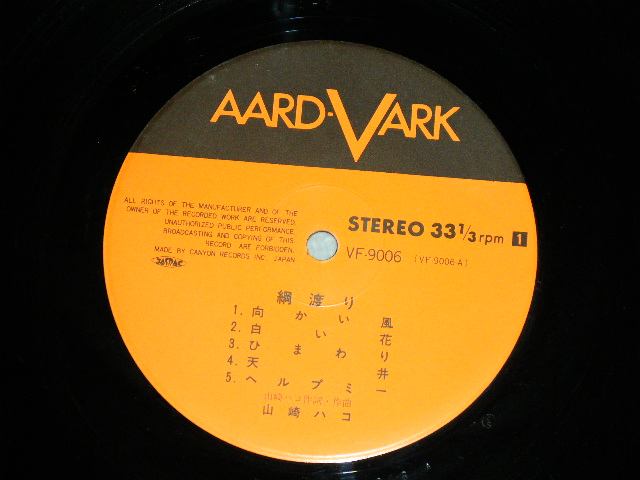 AARD-VARK
ALL RIGHTS OF THE MANUFACTURER AND OF THE
OWNER OF THE RECORDED WORK ARE RESERVED.
UNAUTHORIZED PUBLIC PERFORMANCE.
BROADCASTING AND COPYING OF THIS
RECORD ARE FORBIDDEN.
MADE BY CANYON RECORDS INC. JAPAN
JASRAC
STEREO 33 1/3 rpm 1
VF-9006 (VF-9006-A)
綱渡り
1. 向かい風
2. 白い花
3. ひまわり
4. 天井
5. ヘルプミー
山崎ハコ作詞・作曲
山崎ハコ